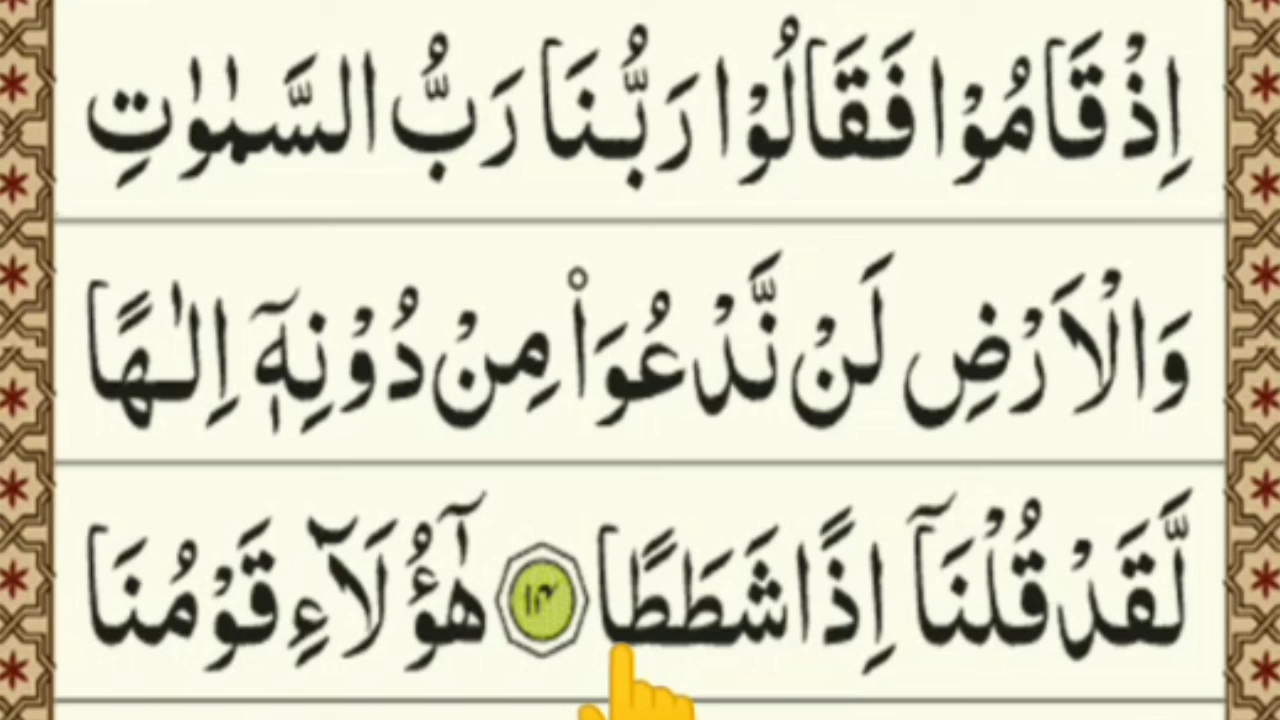 اِذْ قَامُوْا فَقَالُوْا رَبُّنَا رَبُّ السَّمٰوٰتِ
وَالْاَرْضِ لَنْ نَّدْعُوَا۟ مِنْ دُوْنِهٖۤ اِلٰـهًا
لَّقَدْ قُلْنَاۤ اِذًا شَطَطًا ۱۴ هٰۤؤُلَآءِ قَوْمُنَا